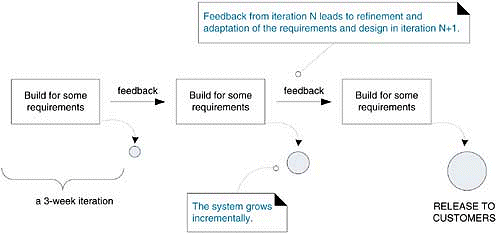 Feedback from iteration N leads to refinement and
adaptation of the requirements and design in iteration N+1.
Build for some
requirements
feedback
Build for some
requirements
feedback
Build for some
requirements
a 3-week iteration
The system grows
incrementally.
RELEASE TO
CUSTOMERS